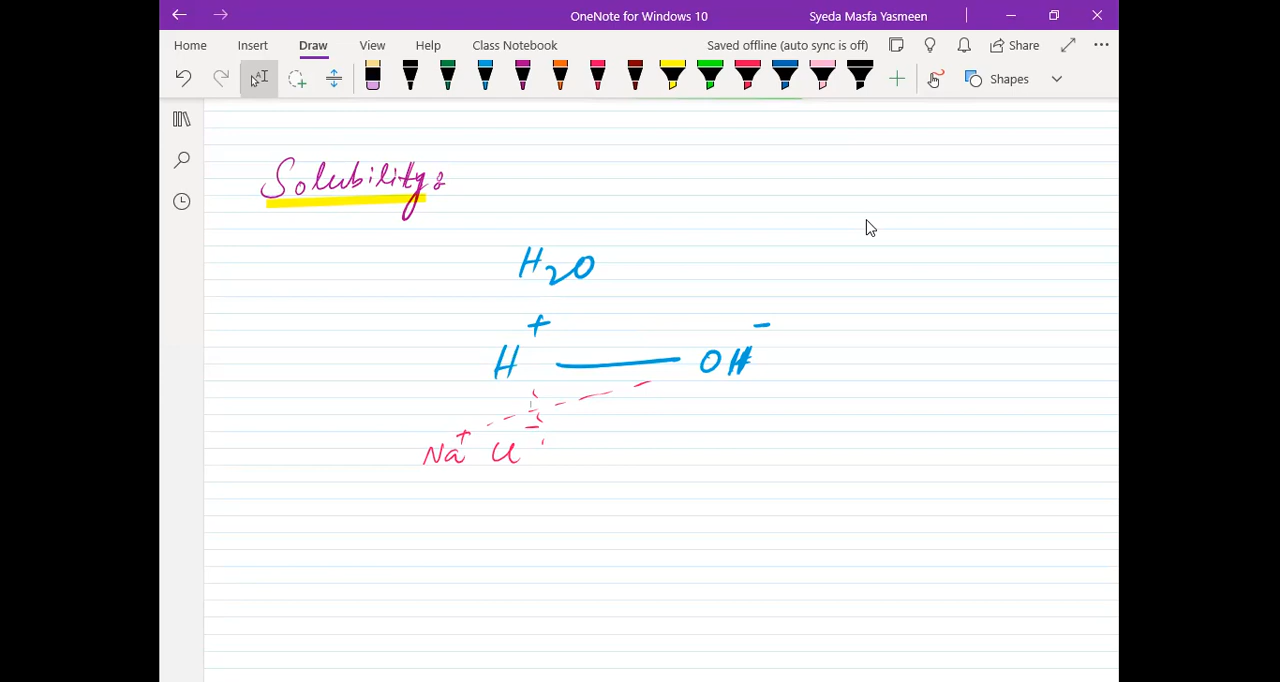 OneNote for Windows 10
Syeda Masfa Yasmeen
Home Insert Draw View Help Class Notebook
Saved offline (auto sync is off)
Share
Shapes
Solubility:
H2O
+ -
H — OH
Na+ Cl-